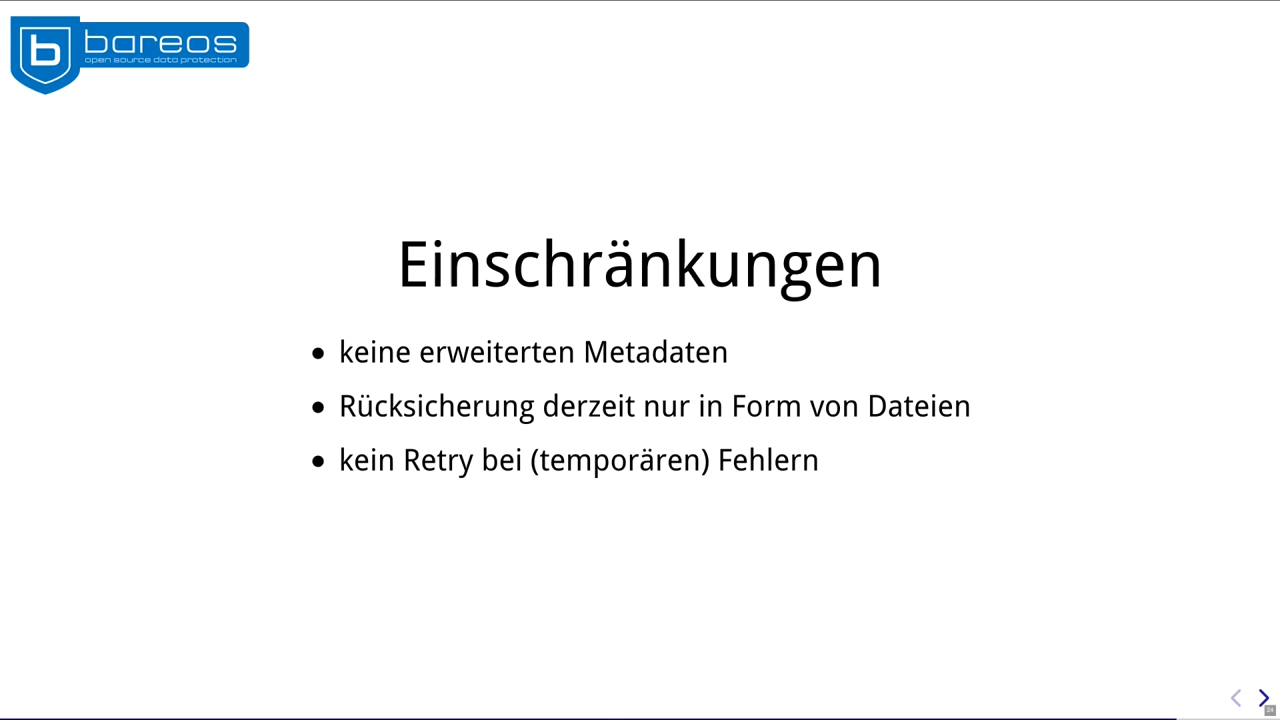 bareos
open source data protection
Einschränkungen
keine erweiterten Metadaten
Rücksicherung derzeit nur in Form von Dateien
kein Retry bei (temporären) Fehlern